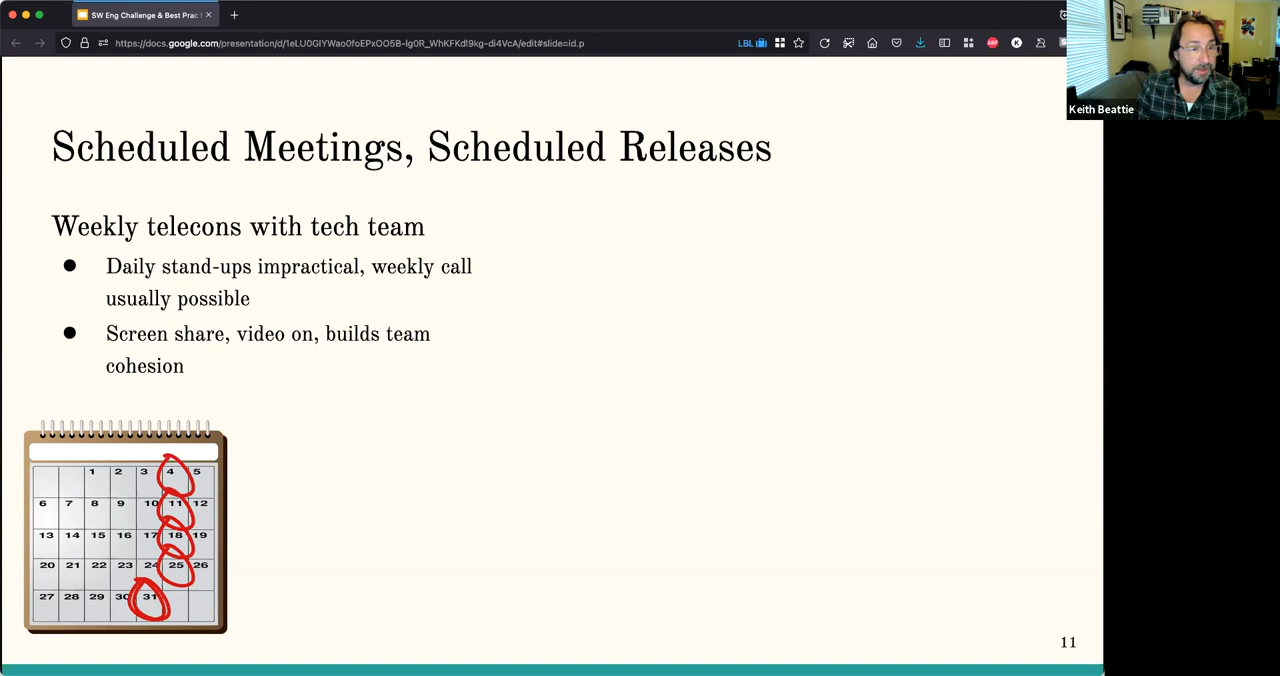 SW Eng Challenge & Best Prac
https://docs.google.com/presentation/d/1eLU0GIYWao0foEPxOO5B-Ig0R_WhKFKdl9kg-di4VcA/edit#slide=id.p
LBL
ABP
K
Keith Beattie
Scheduled Meetings, Scheduled Releases
Weekly telecons with tech team
● Daily stand-ups impractical, weekly call
usually possible
● Screen share, video on, builds team
cohesion
1 2 3 4 5
6 7 8 9 10 11 12
13 14 15 16 17 18 19
20 21 22 23 24 25 26
27 28 29 30 31
11